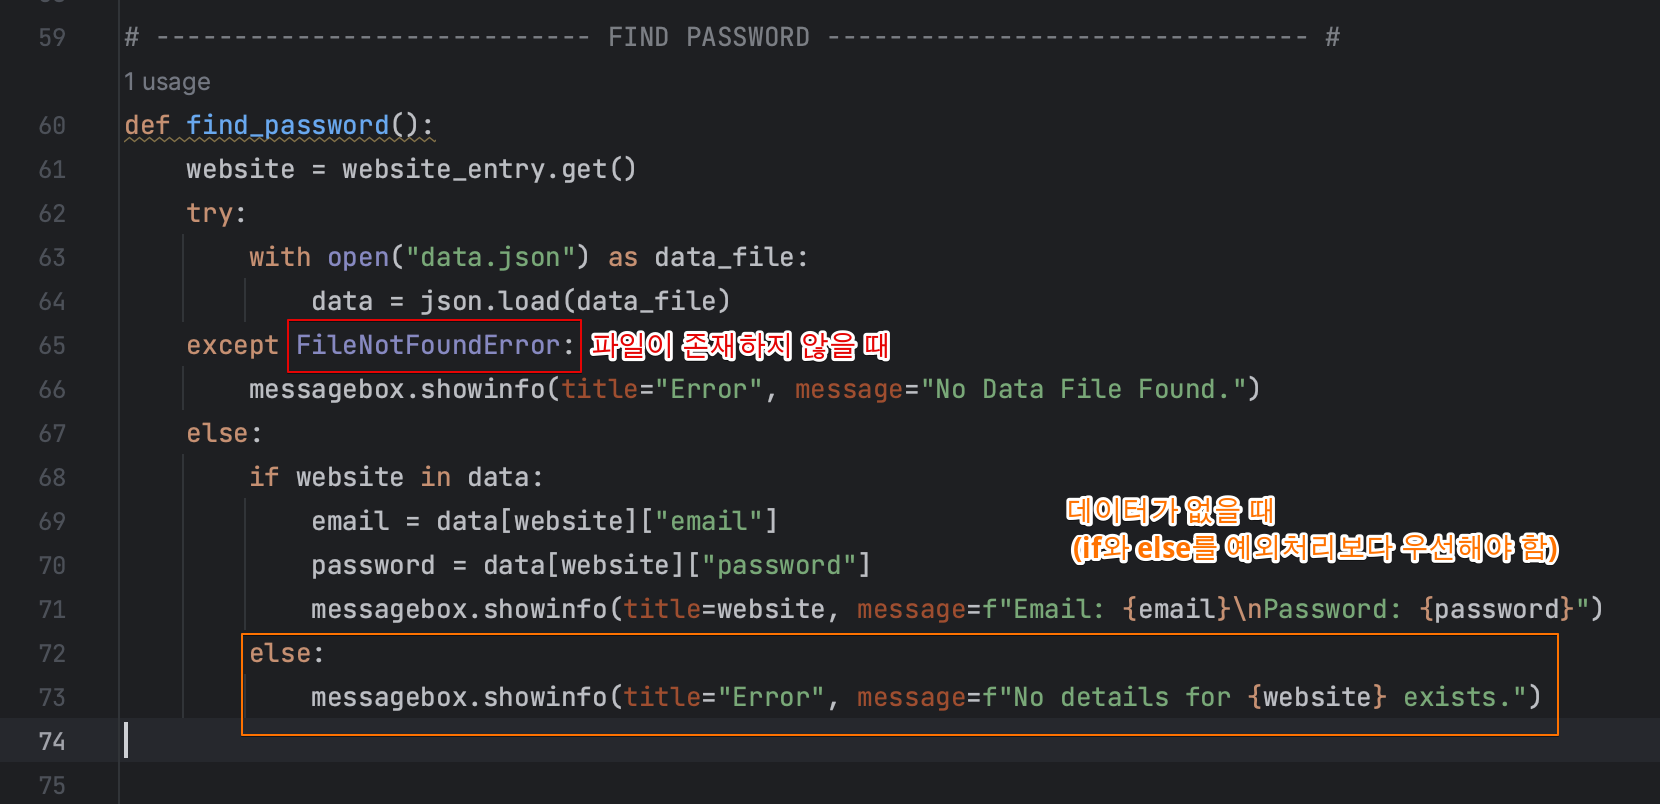 59 # ---------------------------- FIND PASSWORD ------------------------------- #
1 usage
60 def find_password():
61     website = website_entry.get()
62     try:
63         with open("data.json") as data_file:
64             data = json.load(data_file)
65     except FileNotFoundError: 파일이 존재하지 않을 때
66         messagebox.showinfo(title="Error", message="No Data File Found.")
67     else:
68         if website in data:
69             email = data[website]["email"]
데이터가 없을 때
(if와 else를 예외처리보다 우선해야 함)
70             password = data[website]["password"]
71             messagebox.showinfo(title=website, message=f"Email: {email}\nPassword: {password}")
72         else:
73             messagebox.showinfo(title="Error", message=f"No details for {website} exists.")
74
75